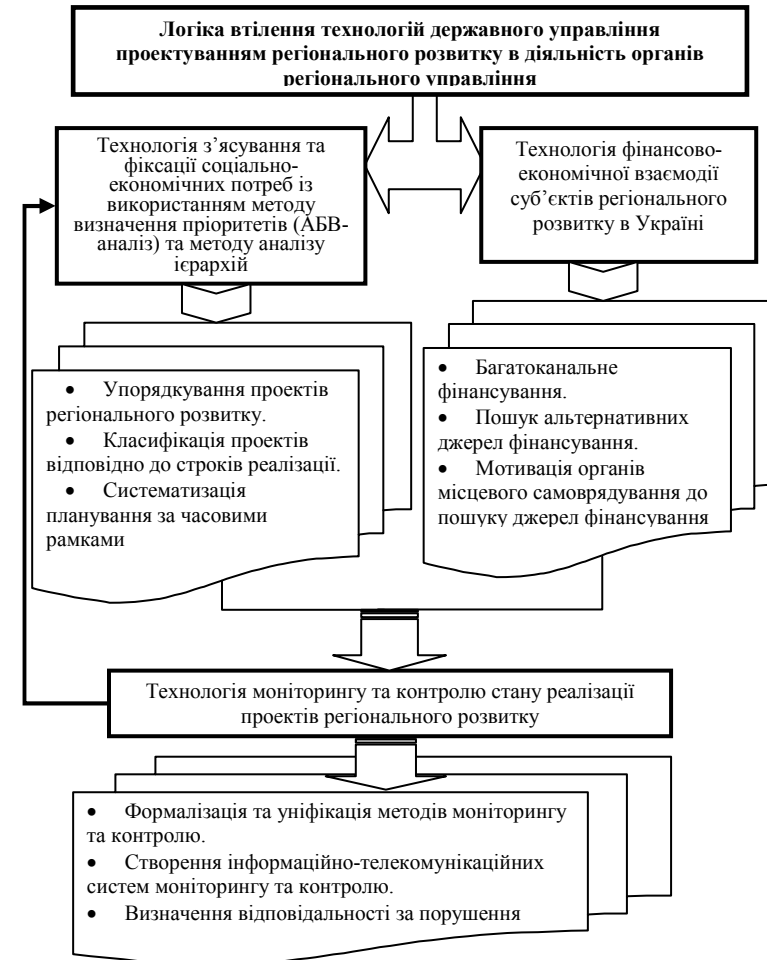 Логіка втілення технологій державного управління
проектуванням регіонального розвитку в діяльність органів
регіонального управління
Технологія з’ясування та
фіксації соціально-
економічних потреб із
використанням методу
визначення пріоритетів (АБВ-
аналіз) та методу аналізу
ієрархій
Технологія фінансово-
економічної взаємодії
суб’єктів регіонального
розвитку в Україні
• Упорядкування проектів
регіонального розвитку.
• Класифікація проектів
відповідно до строків реалізації.
• Систематизація
планування за часовими
рамками
• Багатоканальне
фінансування.
• Пошук альтернативних
джерел фінансування.
• Мотивація органів
місцевого самоврядування до
пошуку джерел фінансування
Технологія моніторингу та контролю стану реалізації
проектів регіонального розвитку
• Формалізація та уніфікація методів моніторингу
та контролю.
• Створення інформаційно-телекомунікаційних
систем моніторингу та контролю.
• Визначення відповідальності за порушення